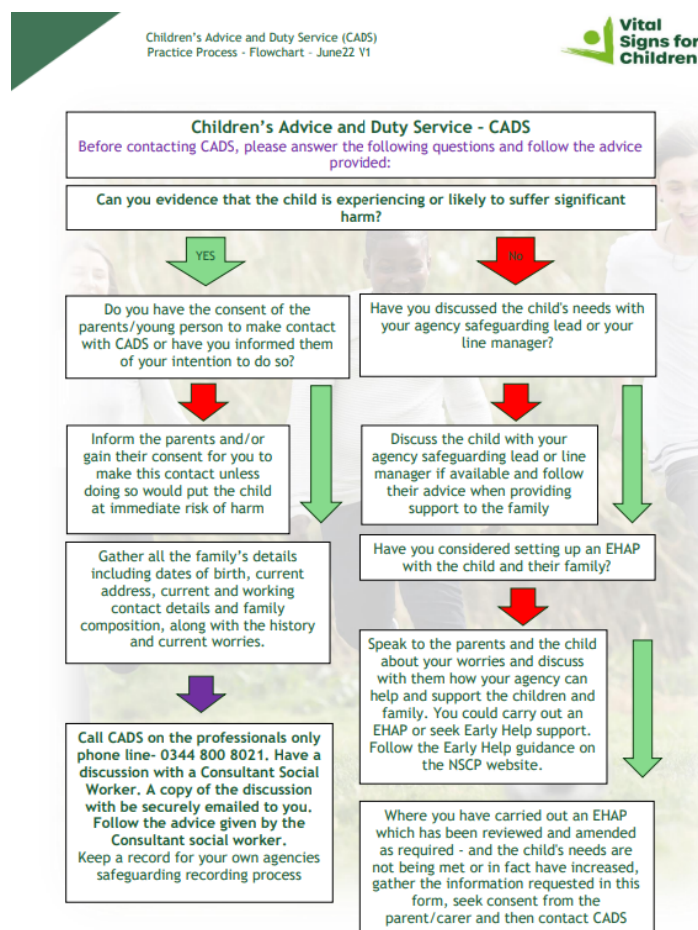 Children's Advice and Duty Service (CADS)
Practice Process - Flowchart - June22 V1
Vital
Signs for
Children
Children's Advice and Duty Service - CADS
Before contacting CADS, please answer the following questions and follow the advice
provided:
Can you evidence that the child is experiencing or likely to suffer significant
harm?
YES
No
Do you have the consent of the
parents/young person to make contact
with CADS or have you informed them
of your intention to do so?
Have you discussed the child's needs with
your agency safeguarding lead or your
line manager?
Inform the parents and/or
gain their consent for you to
make this contact unless
doing so would put the child
at immediate risk of harm
Discuss the child with your
agency safeguarding lead or line
manager if available and follow
their advice when providing
support to the family
Gather all the family's details
including dates of birth, current
address, current and working
contact details and family
composition, along with the history
and current worries.
Have you considered setting up an EHAP
with the child and their family?
Speak to the parents and the child
about your worries and discuss
with them how your agency can
help and support the children and
family. You could carry out an
EHAP or seek Early Help support.
Follow the Early Help guidance on
the NSCP website.
Call CADS on the professionals only
phone line- 0344 800 8021. Have a
discussion with a Consultant Social
Worker. A copy of the discussion
with be securely emailed to you.
Follow the advice given by the
Consultant social worker.
Keep a record for your own agencies
safeguarding recording process
Where you have carried out an EHAP
which has been reviewed and amended
as required - and the child's needs are
not being met or in fact have increased,
gather the information requested in this
form, seek consent from the
parent/carer and then contact CADS